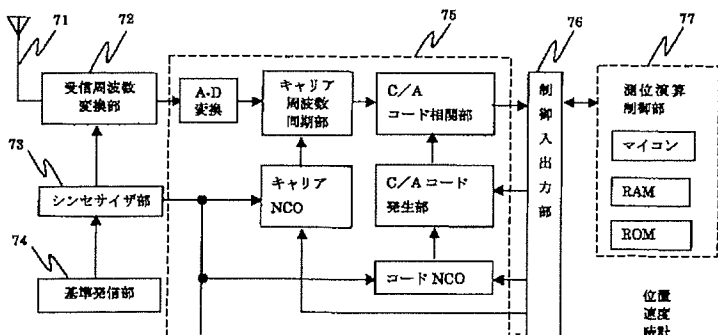 71
72
75
76
77
受信周波数
変換部
A-D
変換
キャリア
周波数
同期部
C/A
コード相関部
制御入出力部
測位演算
制御部
マイコン
RAM
ROM
73
シンセサイザ部
キャリア
NCO
C/Aコード
発生部
74
基準発信部
コードNCO
位置
速度
時計